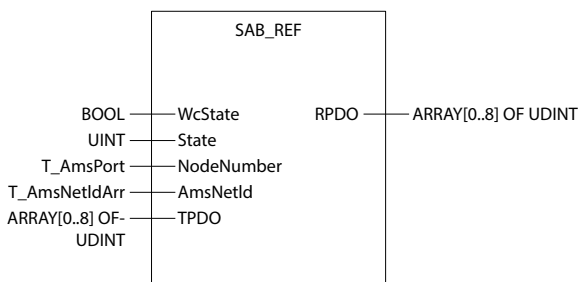 SAB_REF
BOOL WcState RPDO ARRAY[0..8] OF UDINT
UINT State
T_AmsPort NodeNumber
T_AmsNetIdArr AmsNetId
ARRAY[0..8] OF- TPDO
UDINT